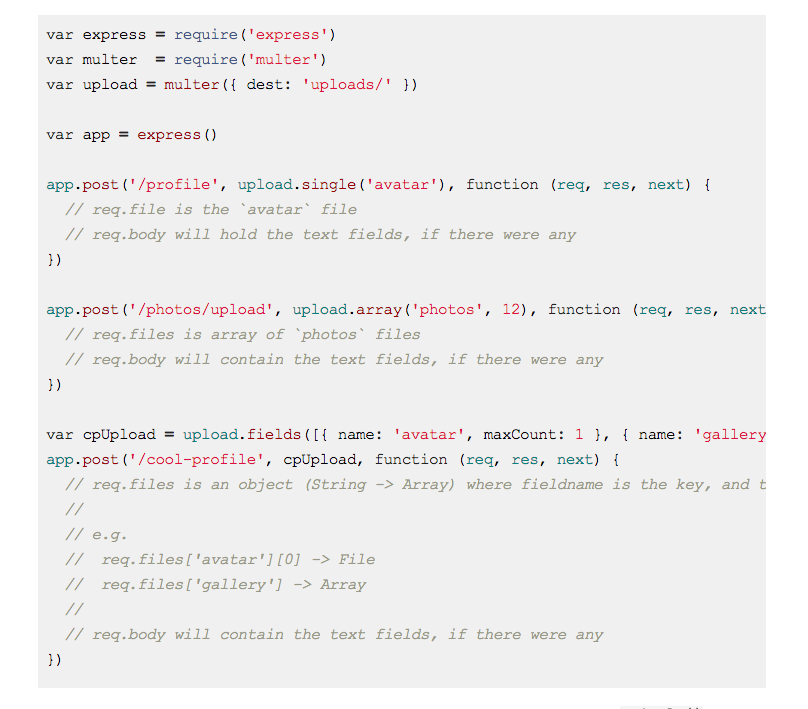 var express = require('express')
var multer  = require('multer')
var upload = multer({ dest: 'uploads/' })
var app = express()
app.post('/profile', upload.single('avatar'), function (req, res, next) {
  // req.file is the `avatar` file
  // req.body will hold the text fields, if there were any
})
app.post('/photos/upload', upload.array('photos', 12), function (req, res, next
  // req.files is array of `photos` files
  // req.body will contain the text fields, if there were any
})
var cpUpload = upload.fields([{ name: 'avatar', maxCount: 1 }, { name: 'gallery
app.post('/cool-profile', cpUpload, function (req, res, next) {
  // req.files is an object (String -> Array) where fieldname is the key, and t
  //
  // e.g.
  //  req.files['avatar'][0] -> File
  //  req.files['gallery'] -> Array
  //
  // req.body will contain the text fields, if there were any
})